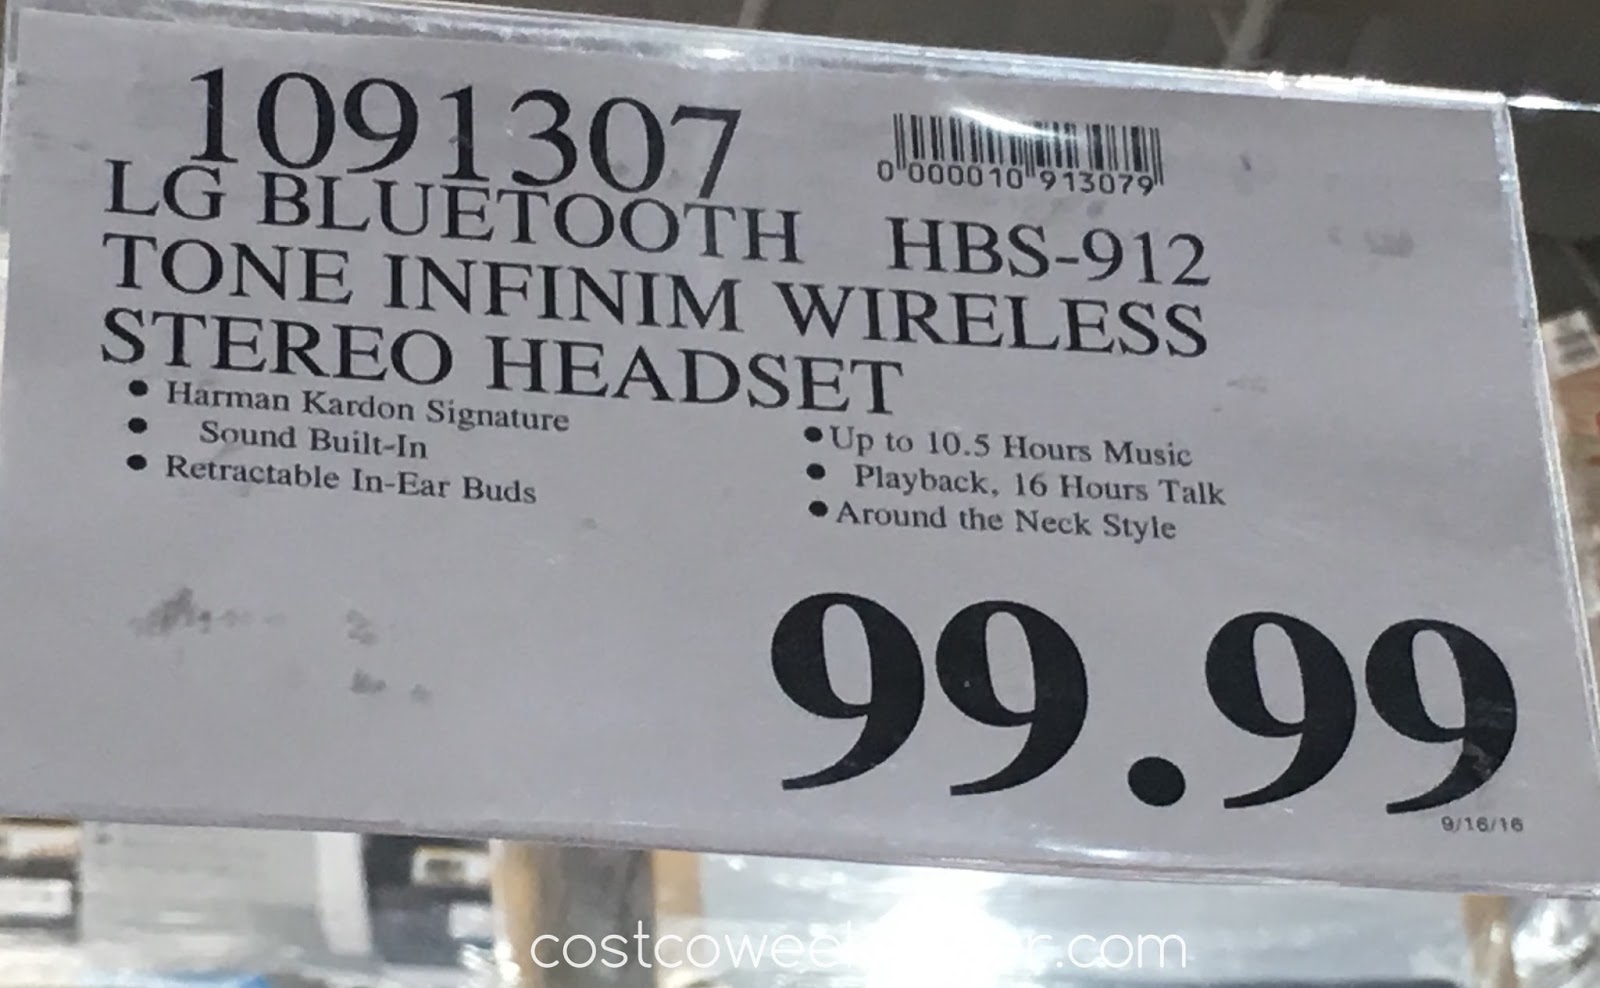 1091307
0 000010 913079
LG BLUETOOTH HBS-912
TONE INFINIM WIRELESS
STEREO HEADSET
• Harman Kardon Signature
• Sound Built-In
• Retractable In-Ear Buds
• Up to 10.5 Hours Music
• Playback, 16 Hours Talk
• Around the Neck Style
99.99
9/16/16